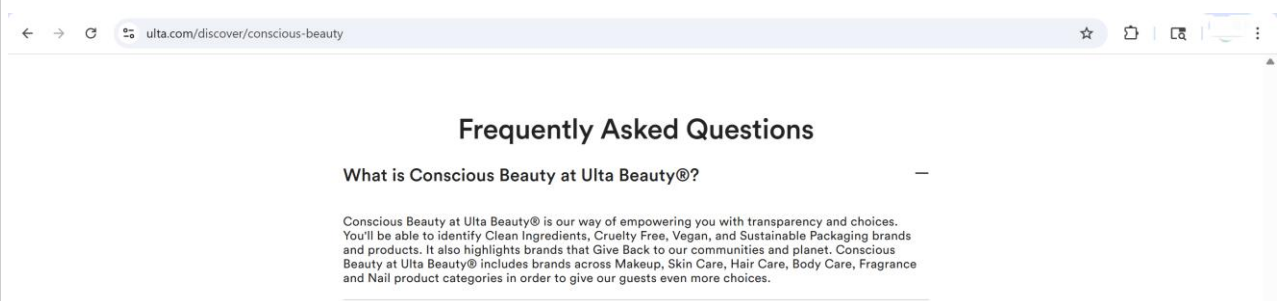 ulta.com/discover/conscious-beauty
Frequently Asked Questions
What is Conscious Beauty at Ulta Beauty®?
Conscious Beauty at Ulta Beauty® is our way of empowering you with transparency and choices.
You'll be able to identify Clean Ingredients, Cruelty Free, Vegan, and Sustainable Packaging brands
and products. It also highlights brands that Give Back to our communities and planet. Conscious
Beauty at Ulta Beauty® includes brands across Makeup, Skin Care, Hair Care, Body Care, Fragrance
and Nail product categories in order to give our guests even more choices.